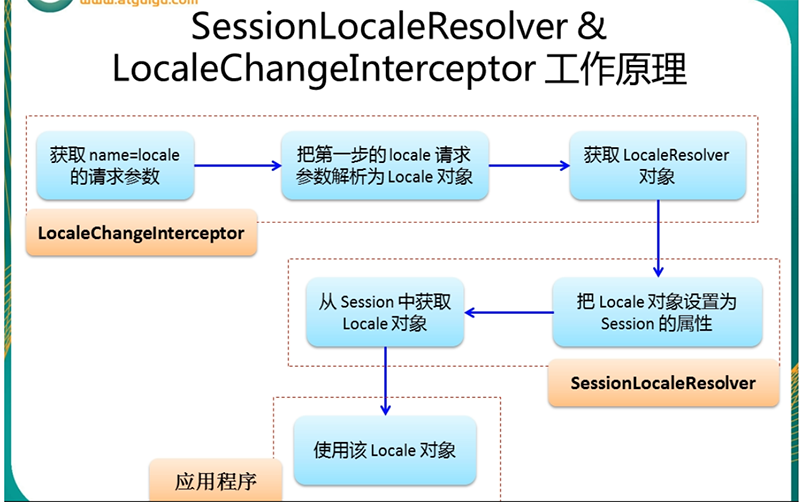 www.atguigu.com
SessionLocaleResolver &
LocaleChangeInterceptor 工作原理
获取 name=locale
的请求参数
把第一步的 locale 请求
参数解析为 Locale 对象
获取 LocaleResolver
对象
LocaleChangeInterceptor
从 Session 中获取
Locale 对象
把 Locale 对象设置为
Session 的属性
SessionLocaleResolver
使用该 Locale 对象
应用程序